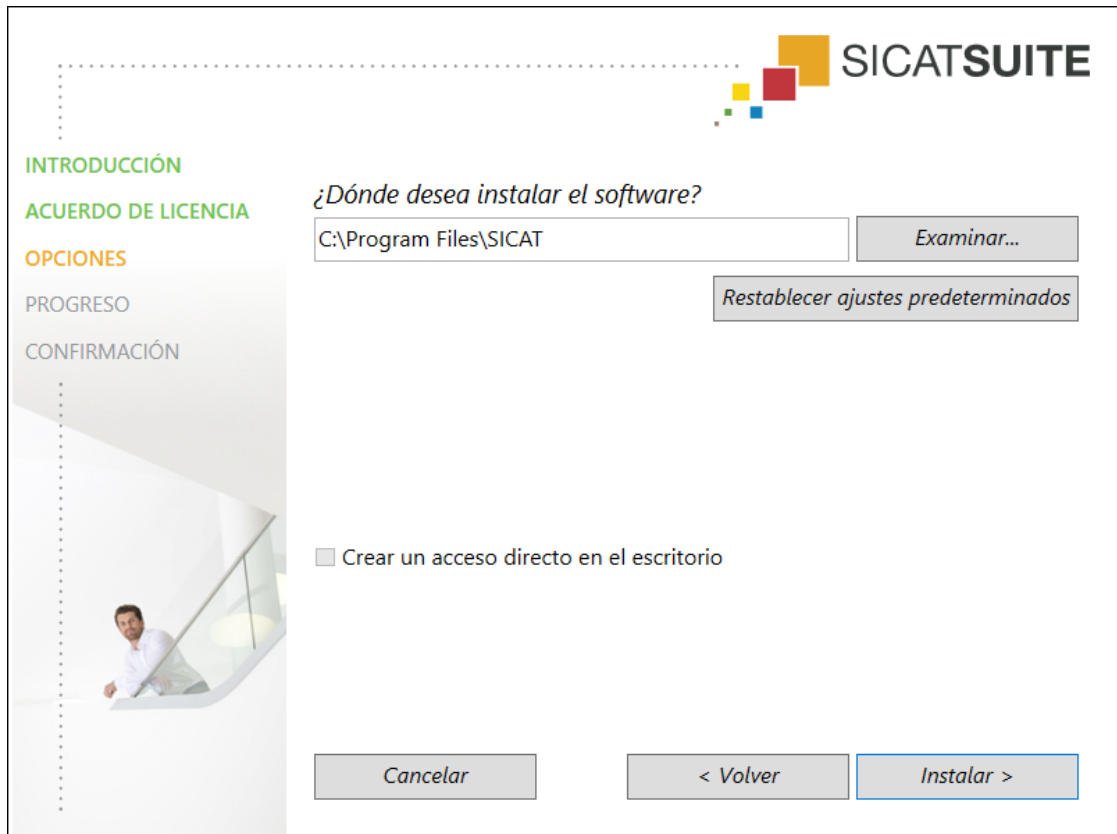 SICATSUITE
INTRODUCCIÓN
ACUERDO DE LICENCIA
OPCIONES
PROGRESO
CONFIRMACIÓN
¿Dónde desea instalar el software?
C:\Program Files\SICAT
Examinar...
Restablecer ajustes predeterminados
Crear un acceso directo en el escritorio
Cancelar
< Volver
Instalar >